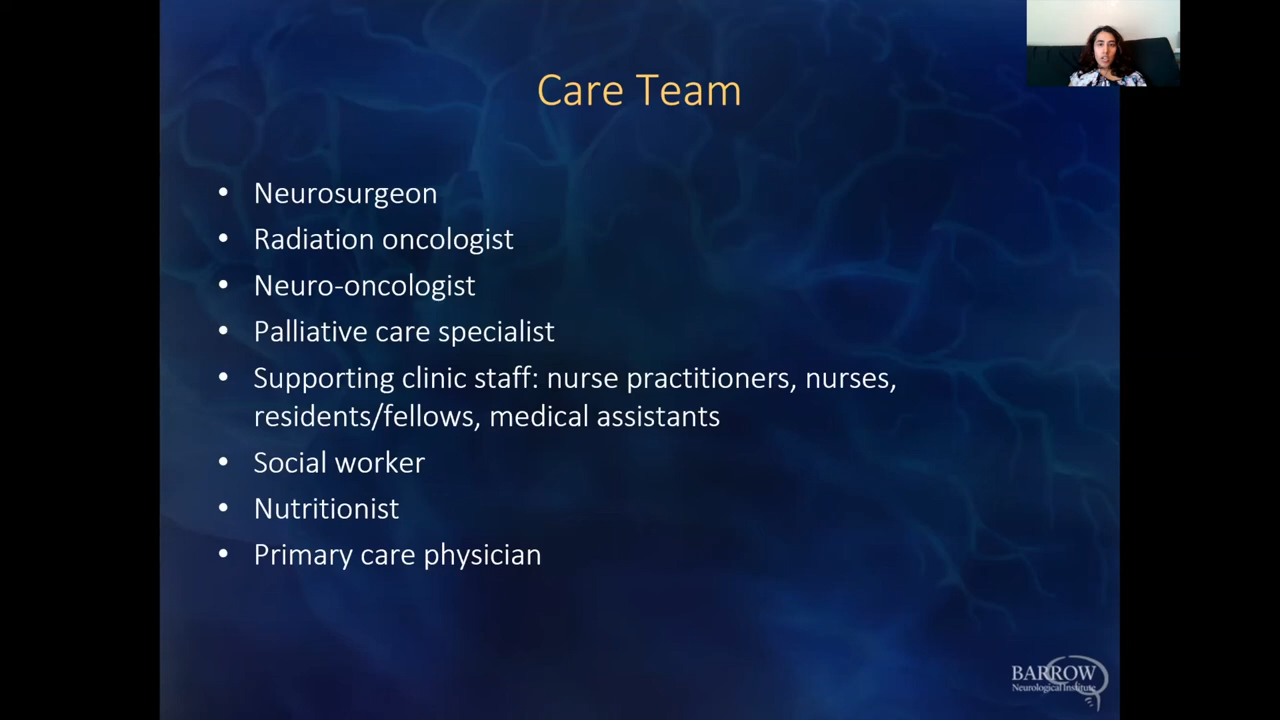 Care Team
• Neurosurgeon
• Radiation oncologist
• Neuro-oncologist
• Palliative care specialist
• Supporting clinic staff: nurse practitioners, nurses,
residents/fellows, medical assistants
• Social worker
• Nutritionist
• Primary care physician
BARROW
Neurological Institute